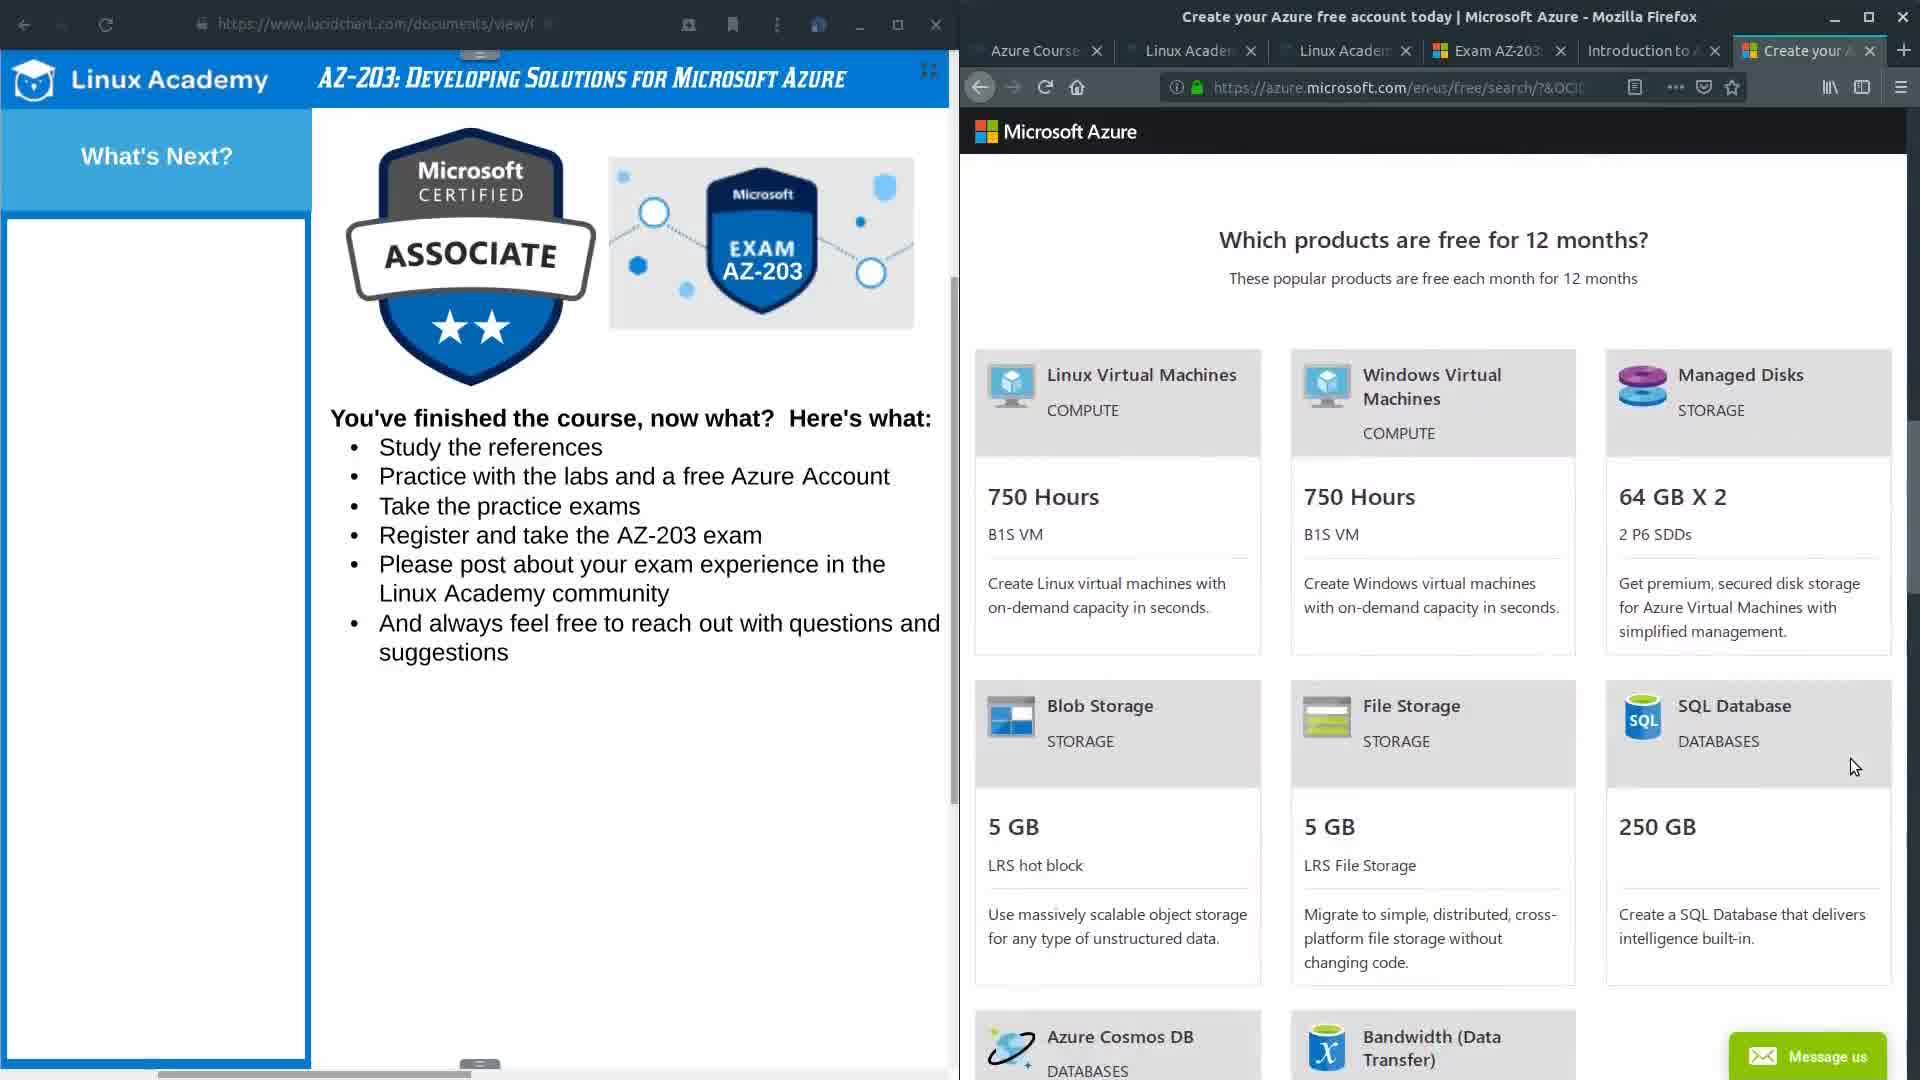 https://www.lucidchart.com/documents/view/
Linux Academy
AZ-203: Developing Solutions for Microsoft Azure
What's Next?
Microsoft
CERTIFIED
ASSOCIATE
Microsoft
EXAM
AZ-203
You've finished the course, now what?  Here's what:
• Study the references
• Practice with the labs and a free Azure Account
• Take the practice exams
• Register and take the AZ-203 exam
• Please post about your exam experience in the
Linux Academy community
• And always feel free to reach out with questions and
suggestions
Create your Azure free account today | Microsoft Azure - Mozilla Firefox
Azure Course
Linux Academ
Linux Academ
Exam AZ-203:
Introduction to A
Create your A
https://azure.microsoft.com/en-us/free/search/?&OCID
Microsoft Azure
Which products are free for 12 months?
These popular products are free each month for 12 months
Linux Virtual Machines
COMPUTE
750 Hours
B1S VM
Create Linux virtual machines with
on-demand capacity in seconds.
Windows Virtual
Machines
COMPUTE
750 Hours
B1S VM
Create Windows virtual machines
with on-demand capacity in seconds.
Managed Disks
STORAGE
64 GB X 2
2 P6 SDDs
Get premium, secured disk storage
for Azure Virtual Machines with
simplified management.
Blob Storage
STORAGE
5 GB
LRS hot block
Use massively scalable object storage
for any type of unstructured data.
File Storage
STORAGE
5 GB
LRS File Storage
Migrate to simple, distributed, cross-
platform file storage without
changing code.
SQL
SQL Database
DATABASES
250 GB
Create a SQL Database that delivers
intelligence built-in.
Azure Cosmos DB
DATABASES
Bandwidth (Data
Transfer)
Message us